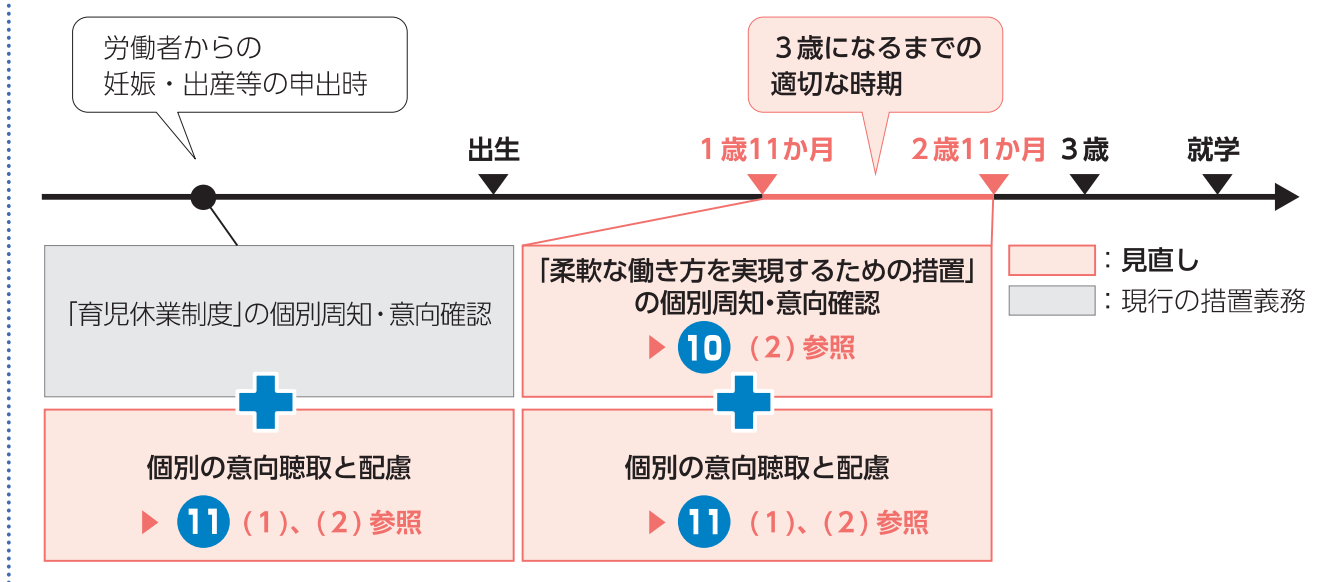 労働者からの
妊娠・出産等の申出時
3歳になるまでの
適切な時期
出生
1歳11か月
2歳11か月
3歳
就学
「育児休業制度」の個別周知・意向確認
「柔軟な働き方を実現するための措置」
の個別周知・意向確認
▶ 10 (2) 参照
：見直し
：現行の措置義務
個別の意向聴取と配慮
▶ 11 (1)、(2) 参照
個別の意向聴取と配慮
▶ 11 (1)、(2) 参照